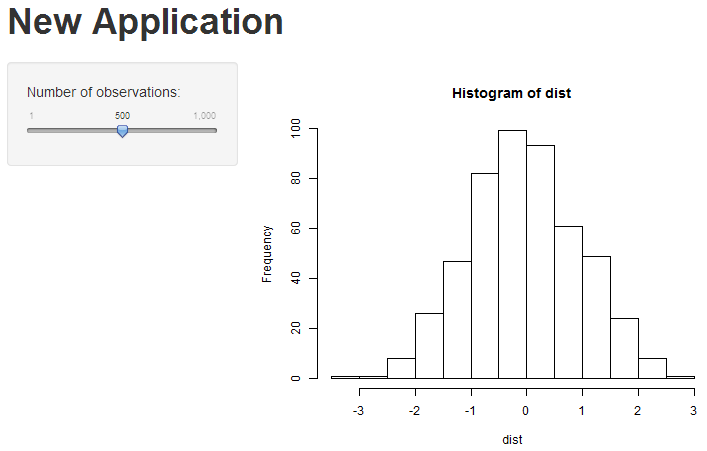 New Application
Number of observations:
1 500 1,000
Histogram of dist
Frequency
100
80
60
40
20
0
-3 -2 -1 0 1 2 3
dist